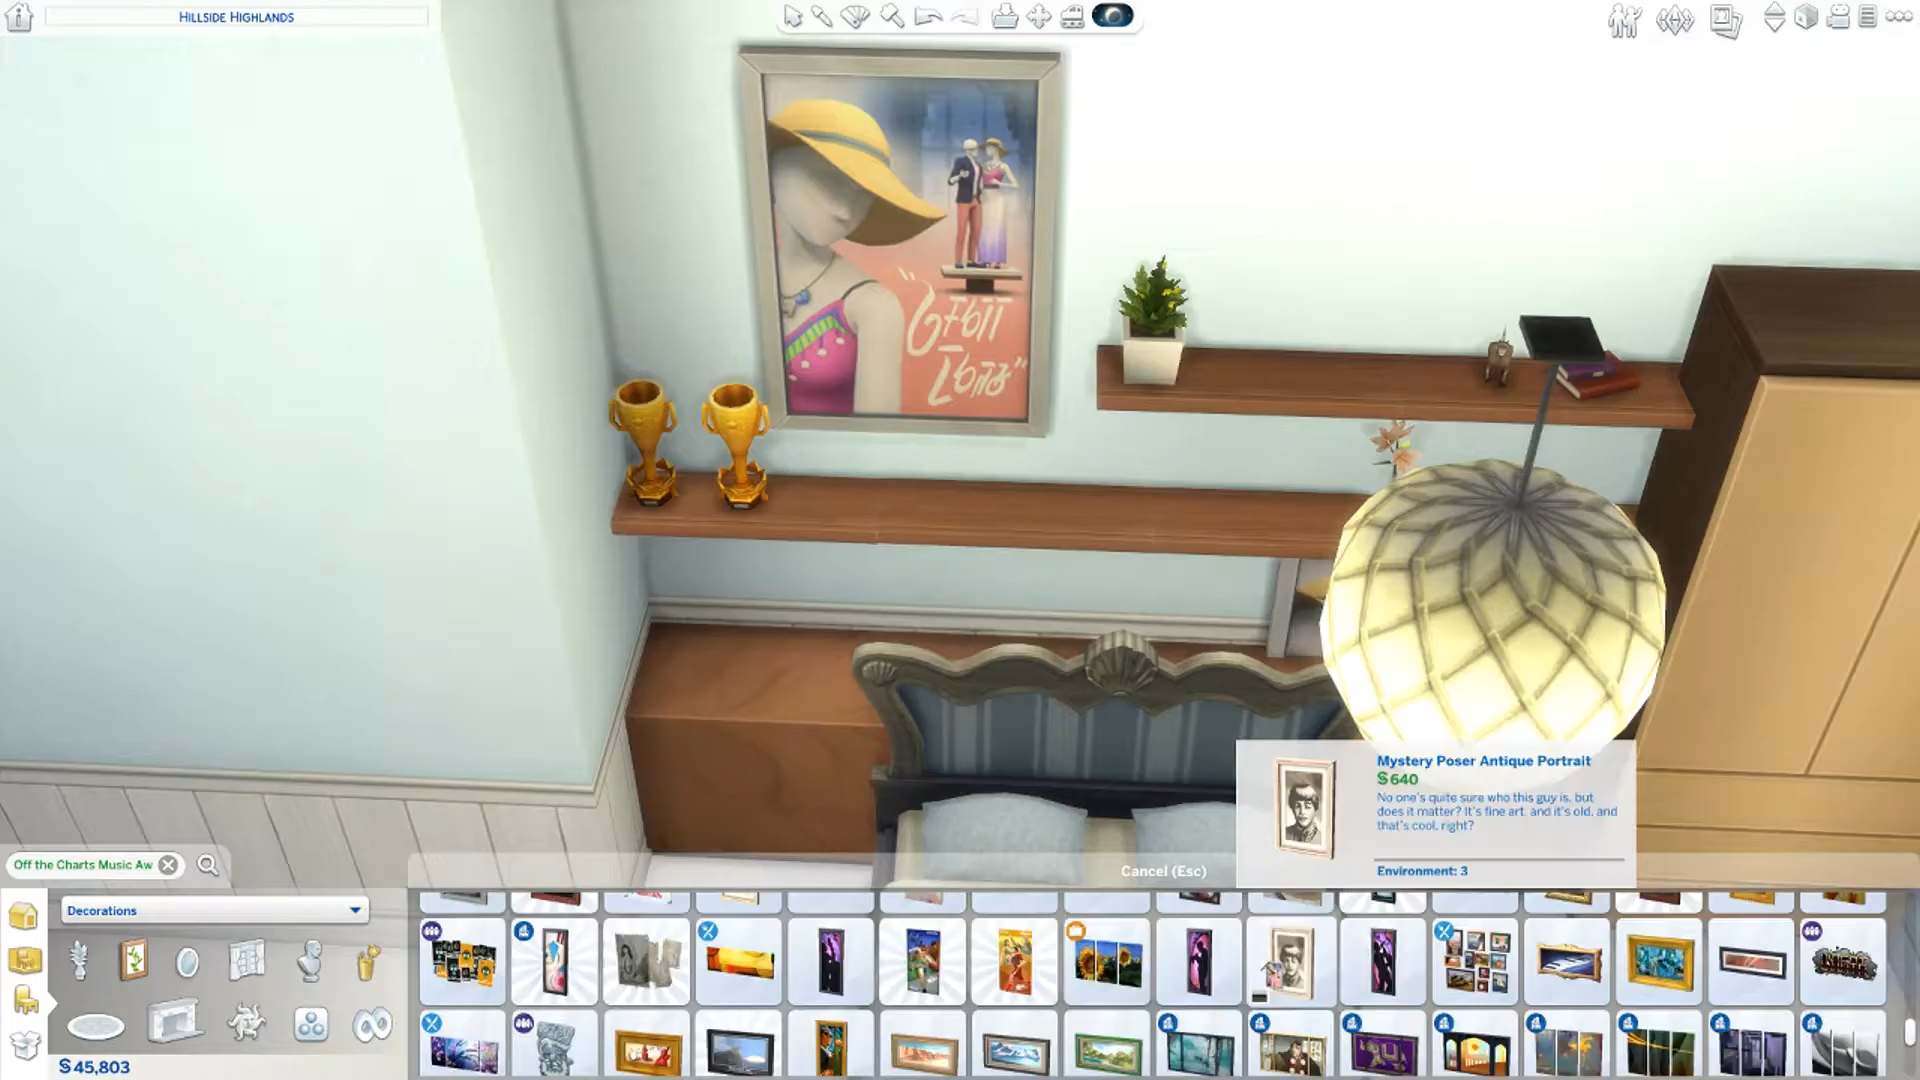 Hillside Highlands
Mystery Poser Antique Portrait
§640
No one's quite sure who this guy is, but
does it matter? It's fine art, and it's old, and
that's cool, right?
Cancel (Esc)
Environment: 3
Off the Charts Music Aw
Decorations
§45,803